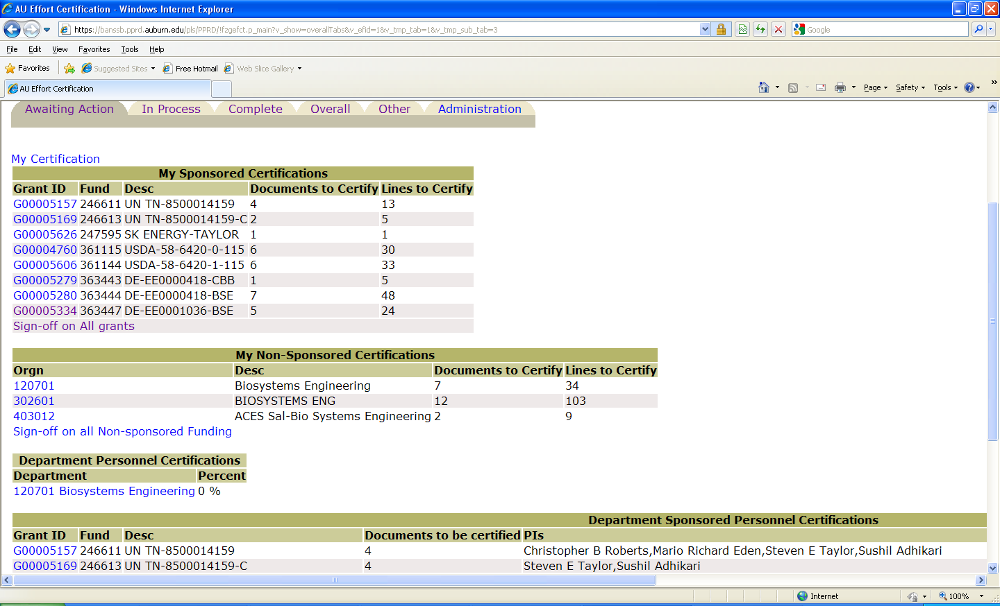 AU Effort Certification - Windows Internet Explorer
https://banssb.pprd.auburn.edu/pls/PPRD/!fzgefct.p_main?v_show=overallTabs&v_efid=1&v_tmp_tab=1&v_tmp_sub_tab=3
Google
File Edit View Favorites Tools Help
Favorites Suggested Sites Free Hotmail Web Slice Gallery
AU Effort Certification Page Safety Tools
Awaiting Action In Process Complete Overall Other Administration
My Certification
My Sponsored Certifications
Grant ID Fund Desc Documents to Certify Lines to Certify
G00005157 246611 UN TN-8500014159 4 13
G00005169 246613 UN TN-8500014159-C 2 5
G00005626 247595 SK ENERGY-TAYLOR 1 1
G00004760 361115 USDA-58-6420-0-115 6 30
G00005606 361144 USDA-58-6420-1-115 6 33
G00005279 363443 DE-EE0000418-CBB 1 5
G00005280 363444 DE-EE0000418-BSE 7 48
G00005334 363447 DE-EE0001036-BSE 5 24
Sign-off on All grants
My Non-Sponsored Certifications
Orgn Desc Documents to Certify Lines to Certify
120701 Biosystems Engineering 7 34
302601 BIOSYSTEMS ENG 12 103
403012 ACES Sal-Bio Systems Engineering 2 9
Sign-off on all Non-sponsored Funding
Department Personnel Certifications
Department Percent
120701 Biosystems Engineering 0 %
Department Sponsored Personnel Certifications
Grant ID Fund Desc Documents to be certified PIs
G00005157 246611 UN TN-8500014159 4 Christopher B Roberts,Mario Richard Eden,Steven E Taylor,Sushil Adhikari
G00005169 246613 UN TN-8500014159-C 4 Steven E Taylor,Sushil Adhikari
Internet 100%